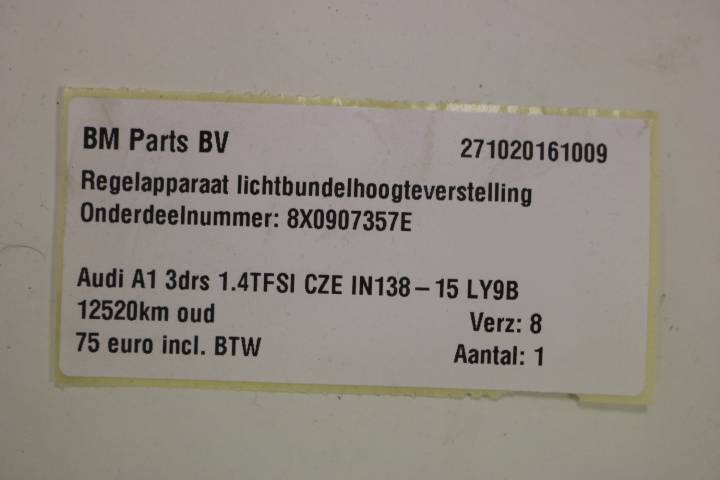 BM Parts BV 271020161009
Regelapparaat lichtbundelhoogteverstelling
Onderdeelnummer: 8X0907357E
Audi A1 3drs 1.4TFSI CZE IN138-15 LY9B
12520km oud Verz: 8
75 euro incl. BTW Aantal: 1